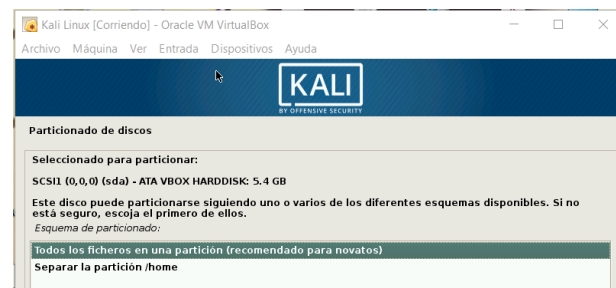 Kali Linux [Corriendo] - Oracle VM VirtualBox
Archivo Máquina Ver Entrada Dispositivos Ayuda
KALI
BY OFFENSIVE SECURITY
Particionado de discos
Seleccionado para particionar:
SCSI1 (0,0,0) (sda) - ATA VBOX HARDDISK: 5.4 GB
Este disco puede particionarse siguiendo uno o varios de los diferentes esquemas disponibles. Si no
está seguro, escoja el primero de ellos.
Esquema de particionado:
Todos los ficheros en una partición (recomendado para novatos)
Separar la partición /home